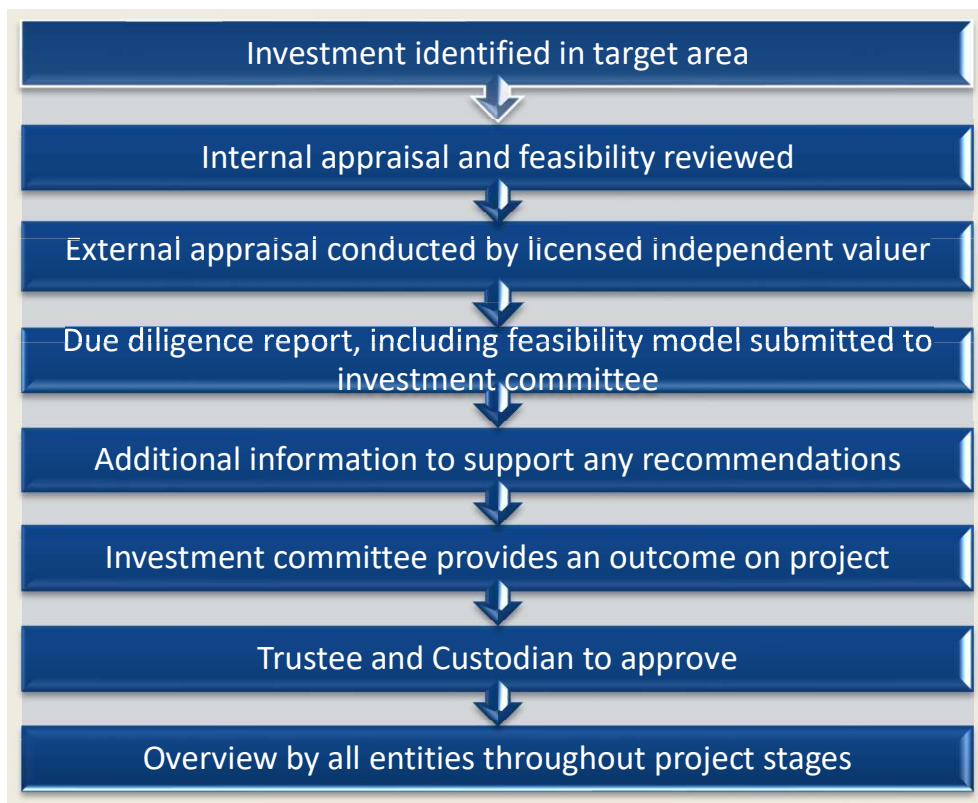 Investment identified in target area
Internal appraisal and feasibility reviewed
External appraisal conducted by licensed independent valuer
Due diligence report, including feasibility model submitted to
investment committee
Additional information to support any recommendations
Investment committee provides an outcome on project
Trustee and Custodian to approve
Overview by all entities throughout project stages